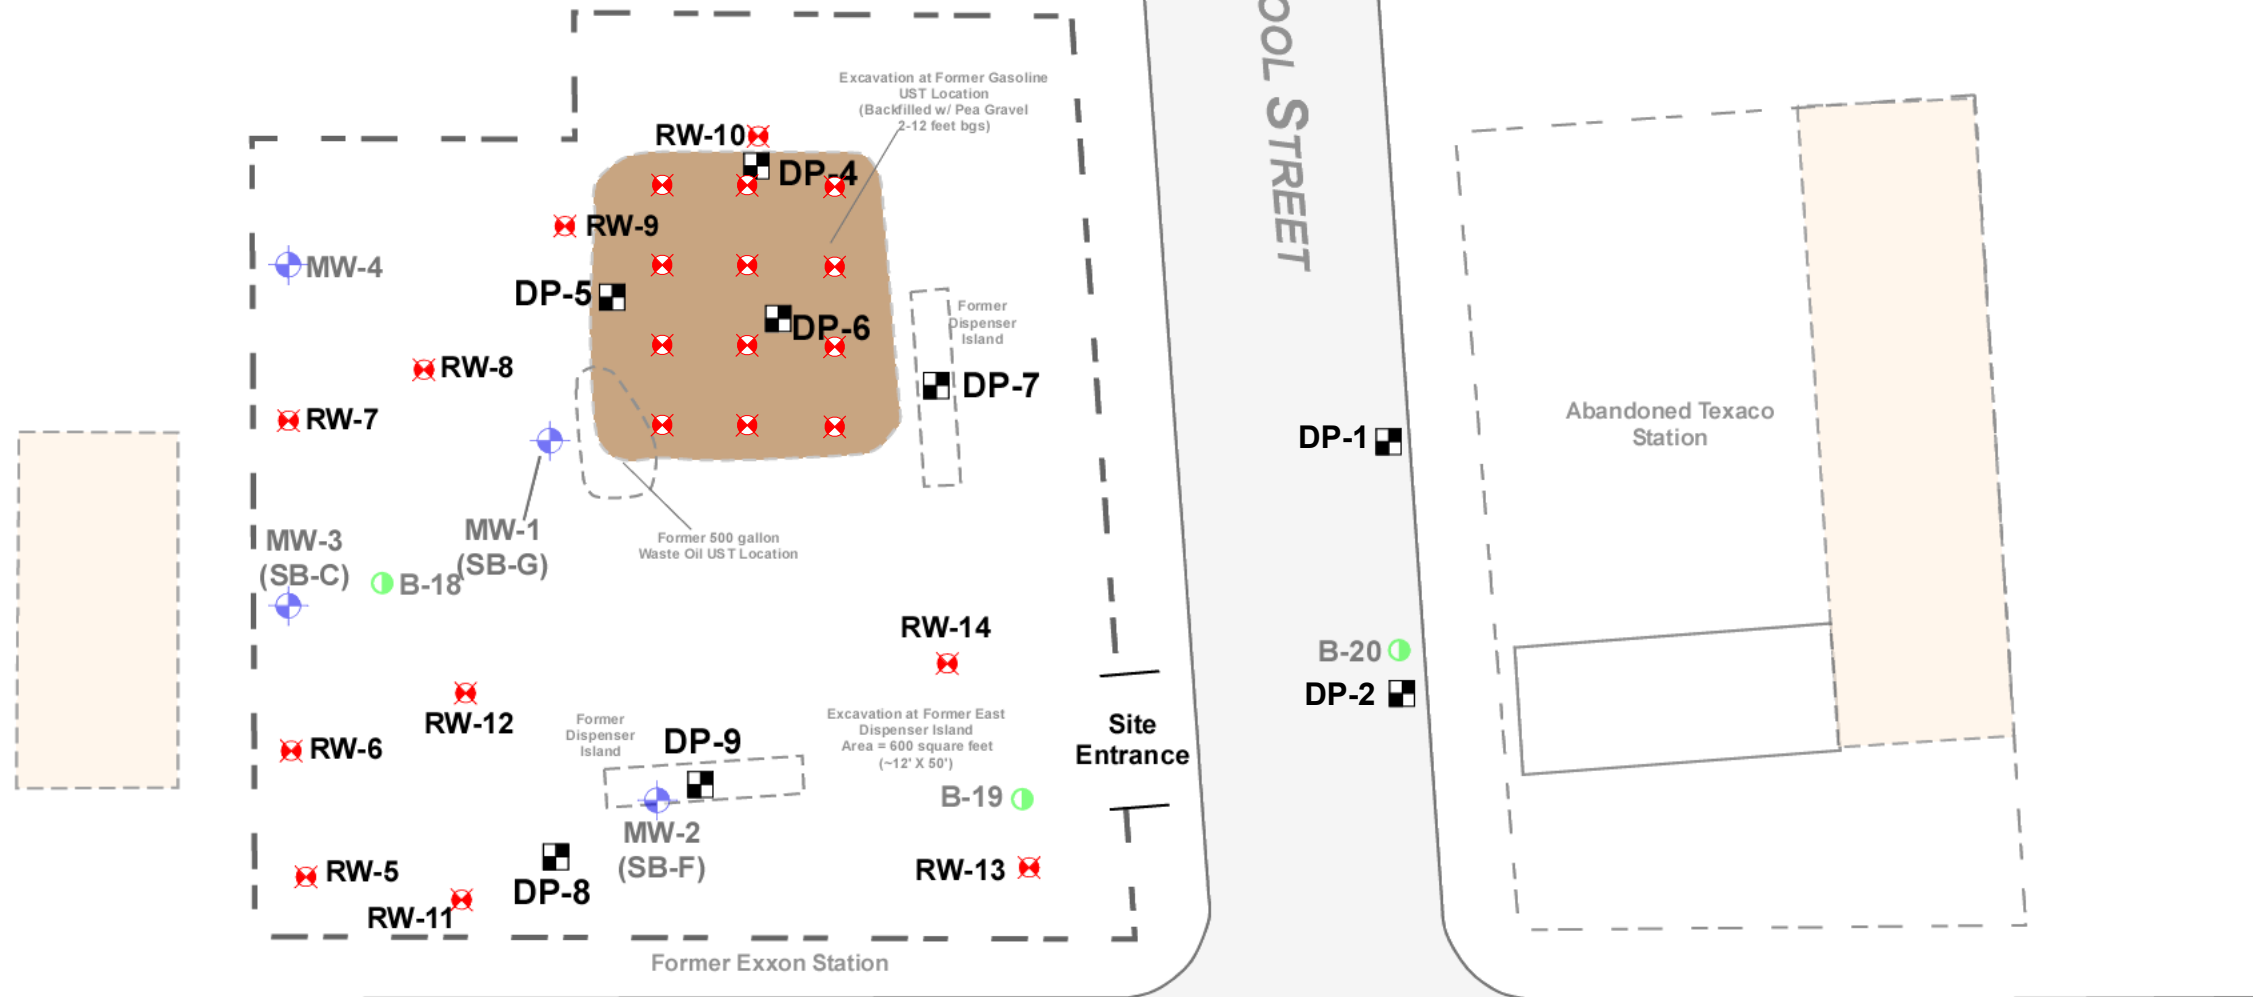 OOL STREET
Excavation at Former Gasoline
UST Location
(Backfilled w/ Pea Gravel
2-12 feet bgs)
RW-10
DP-4
RW-9
MW-4
DP-5
DP-6
Former
Dispenser
Island
RW-8
DP-7
RW-7
Abandoned Texaco
Station
DP-1
MW-1
(SB-G)
MW-3
(SB-C)
Former 500 gallon
Waste Oil UST Location
B-18
RW-14
B-20
DP-2
RW-12
Former
Dispenser
Island
DP-9
Excavation at Former East
Dispenser Island
Area = 600 square feet
(~12' X 50')
Site
Entrance
RW-6
B-19
MW-2
(SB-F)
RW-5
RW-13
DP-8
RW-11
Former Exxon Station